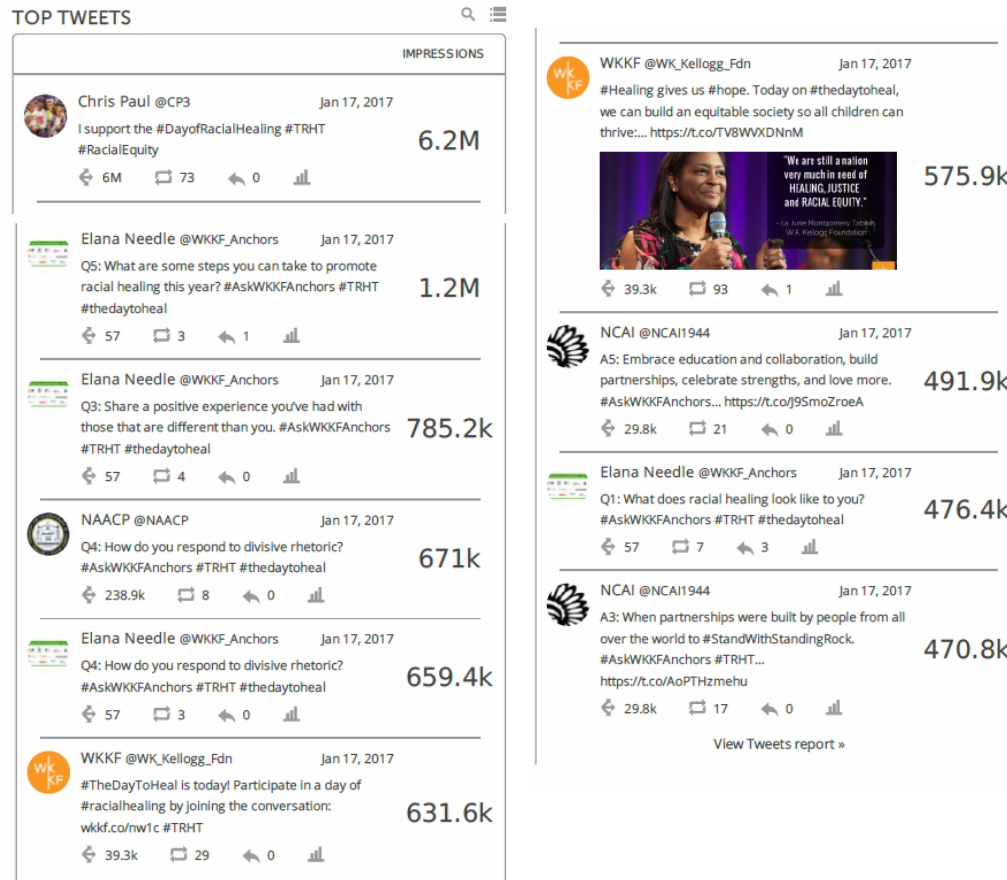 TOP TWEETS
IMPRESSIONS
Chris Paul @CP3 Jan 17, 2017
I support the #DayofRacialHealing #TRHT
#RacialEquity
6.2M
6M 73 0
Elana Needle @WKKF_Anchors Jan 17, 2017
Q5: What are some steps you can take to promote
racial healing this year? #AskWKKFAnchors #TRHT
#thedaytoheal
1.2M
57 3 1
Elana Needle @WKKF_Anchors Jan 17, 2017
Q3: Share a positive experience you've had with
those that are different than you. #AskWKKFAnchors
#TRHT #thedaytoheal
785.2k
57 4 0
NAACP @NAACP Jan 17, 2017
Q4: How do you respond to divisive rhetoric?
#AskWKKFAnchors #TRHT #thedaytoheal
671k
238.9k 8 0
Elana Needle @WKKF_Anchors Jan 17, 2017
Q4: How do you respond to divisive rhetoric?
#AskWKKFAnchors #TRHT #thedaytoheal
659.4k
57 3 0
WK
KF
WKKF @WK_Kellogg_Fdn Jan 17, 2017
#TheDayToHeal is today! Participate in a day of
#racialhealing by joining the conversation:
wkkf.co/nw1c #TRHT
631.6k
39.3k 29 0
WK
KF
WKKF @WK_Kellogg_Fdn Jan 17, 2017
#Healing gives us #hope. Today on #thedaytoheal,
we can build an equitable society so all children can
thrive:... https://t.co/TV8WVXDNnM
"We are still a nation
very much in need of
HEALING, JUSTICE
and RACIAL EQUITY."
- La June Montgomery Tabron
W.K. Kellogg Foundation
575.9k
39.3k 93 1
NCAI @NCAI1944 Jan 17, 2017
A5: Embrace education and collaboration, build
partnerships, celebrate strengths, and love more.
#AskWKKFAnchors... https://t.co/J9SmoZroeA
491.9k
29.8k 21 0
Elana Needle @WKKF_Anchors Jan 17, 2017
Q1: What does racial healing look like to you?
#AskWKKFAnchors #TRHT #thedaytoheal
476.4k
57 7 3
NCAI @NCAI1944 Jan 17, 2017
A3: When partnerships were built by people from all
over the world to #StandWithStandingRock.
#AskWKKFAnchors #TRHT...
https://t.co/AoPTHzmehu
470.8k
29.8k 17 0
View Tweets report »